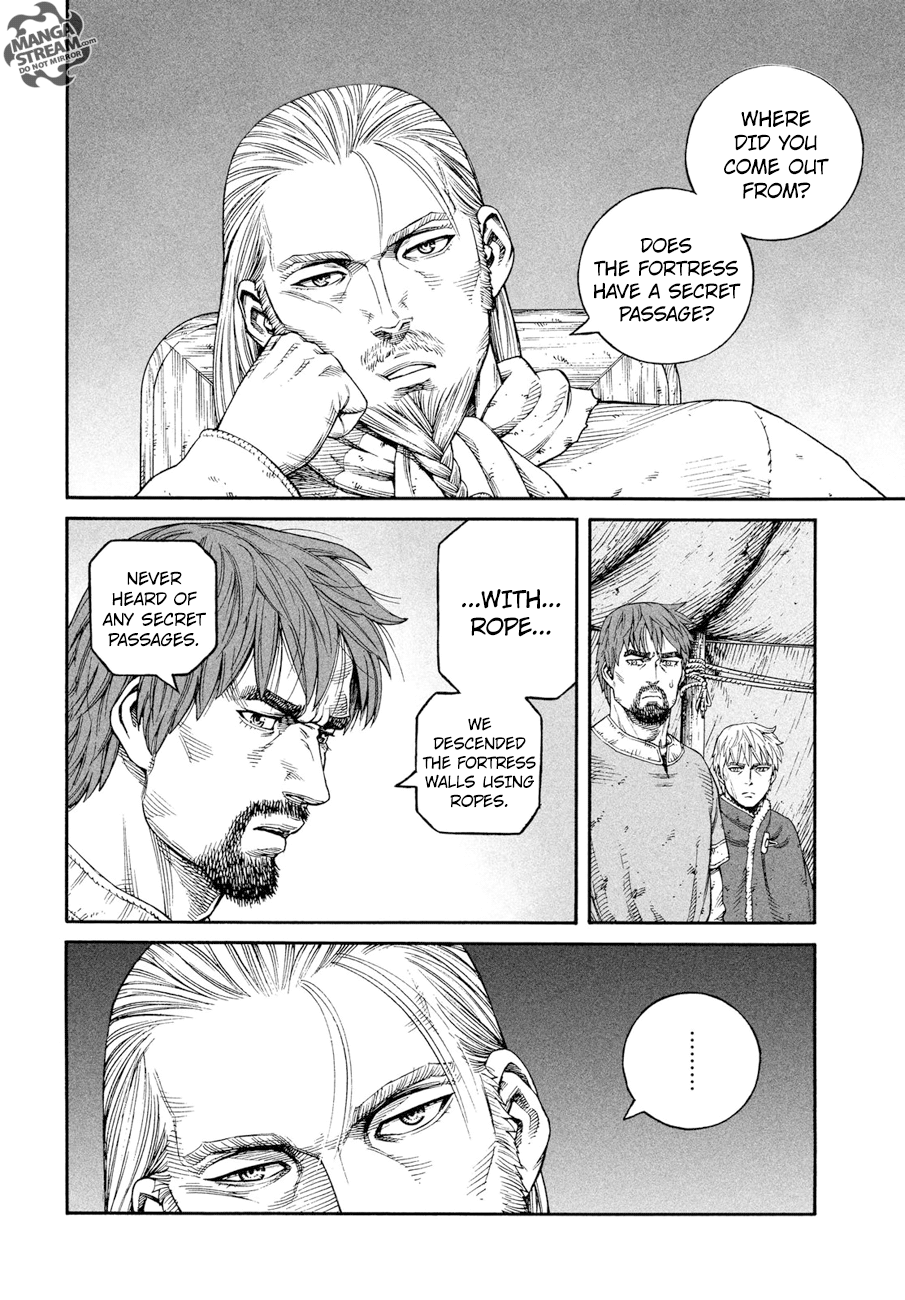 MANGA
STREAM.com
DO NOT MIRROR
WHERE
DID YOU
COME OUT
FROM?
DOES
THE FORTRESS
HAVE A SECRET
PASSAGE?
...WITH...
ROPE...
WE
DESCENDED
THE FORTRESS
WALLS USING
ROPES.
NEVER
HEARD OF
ANY SECRET
PASSAGES.
.........